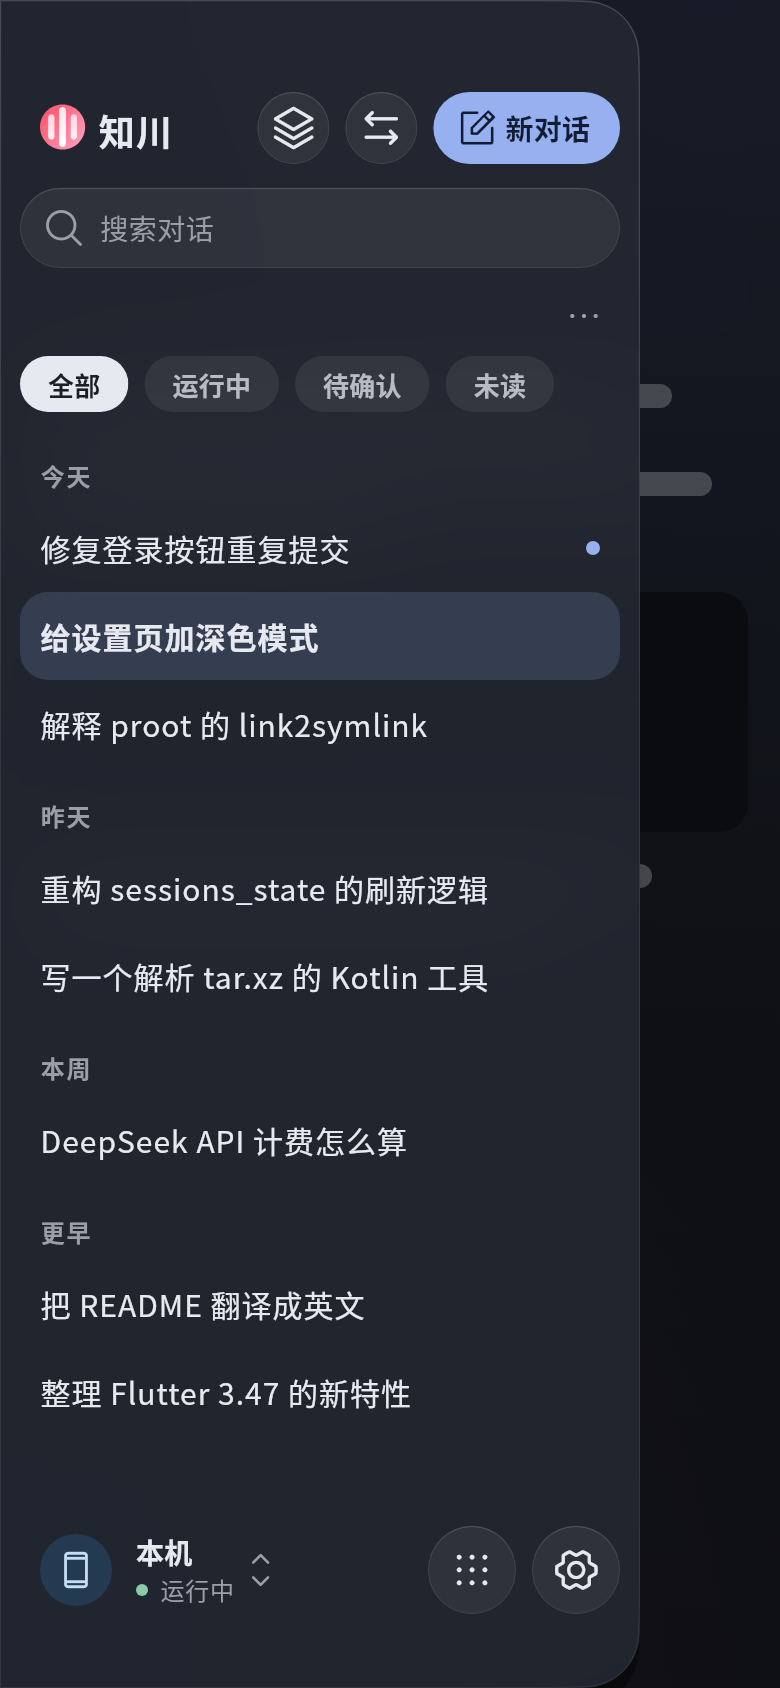 知川
新对话
搜索对话
...
全部 运行中 待确认 未读
今天
修复登录按钮重复提交
给设置页加深色模式
解释 proot 的 link2symlink
昨天
重构 sessions_state 的刷新逻辑
写一个解析 tar.xz 的 Kotlin 工具
本周
DeepSeek API 计费怎么算
更早
把 README 翻译成英文
整理 Flutter 3.47 的新特性
本机
运行中